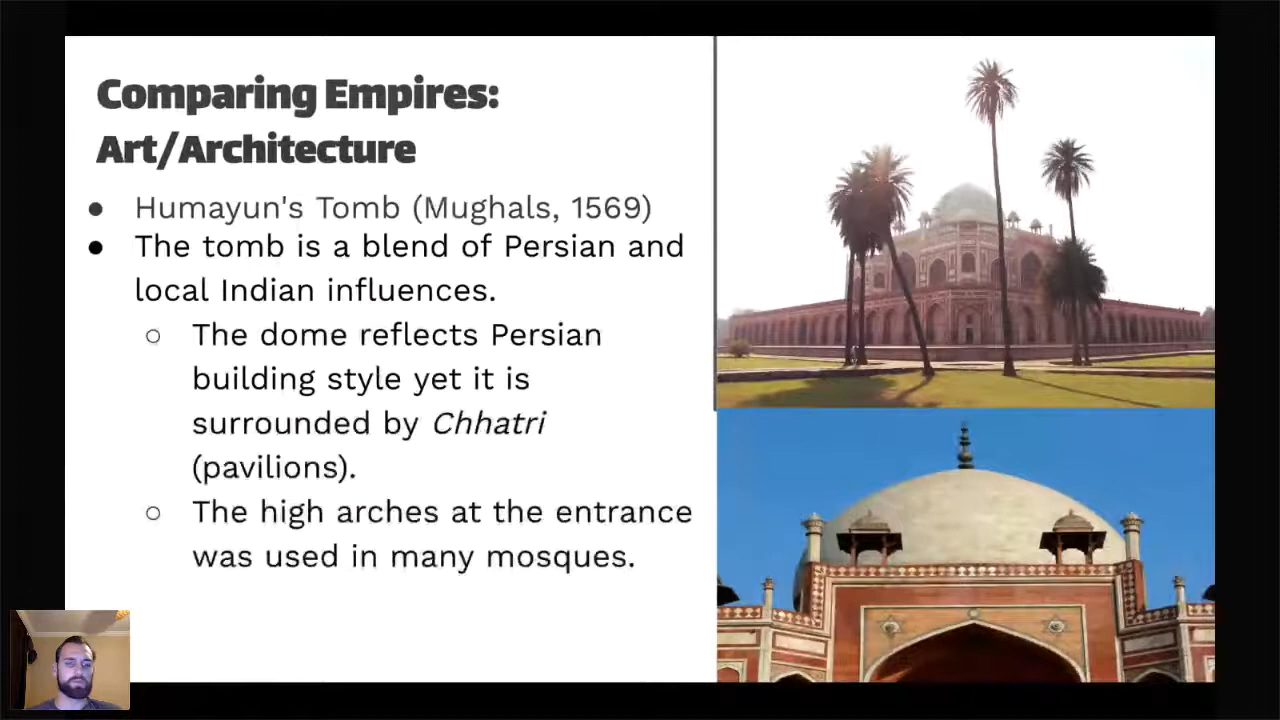 Comparing Empires:
Art/Architecture
● Humayun's Tomb (Mughals, 1569)
● The tomb is a blend of Persian and
local Indian influences.
○ The dome reflects Persian
building style yet it is
surrounded by Chhatri
(pavilions).
○ The high arches at the entrance
was used in many mosques.